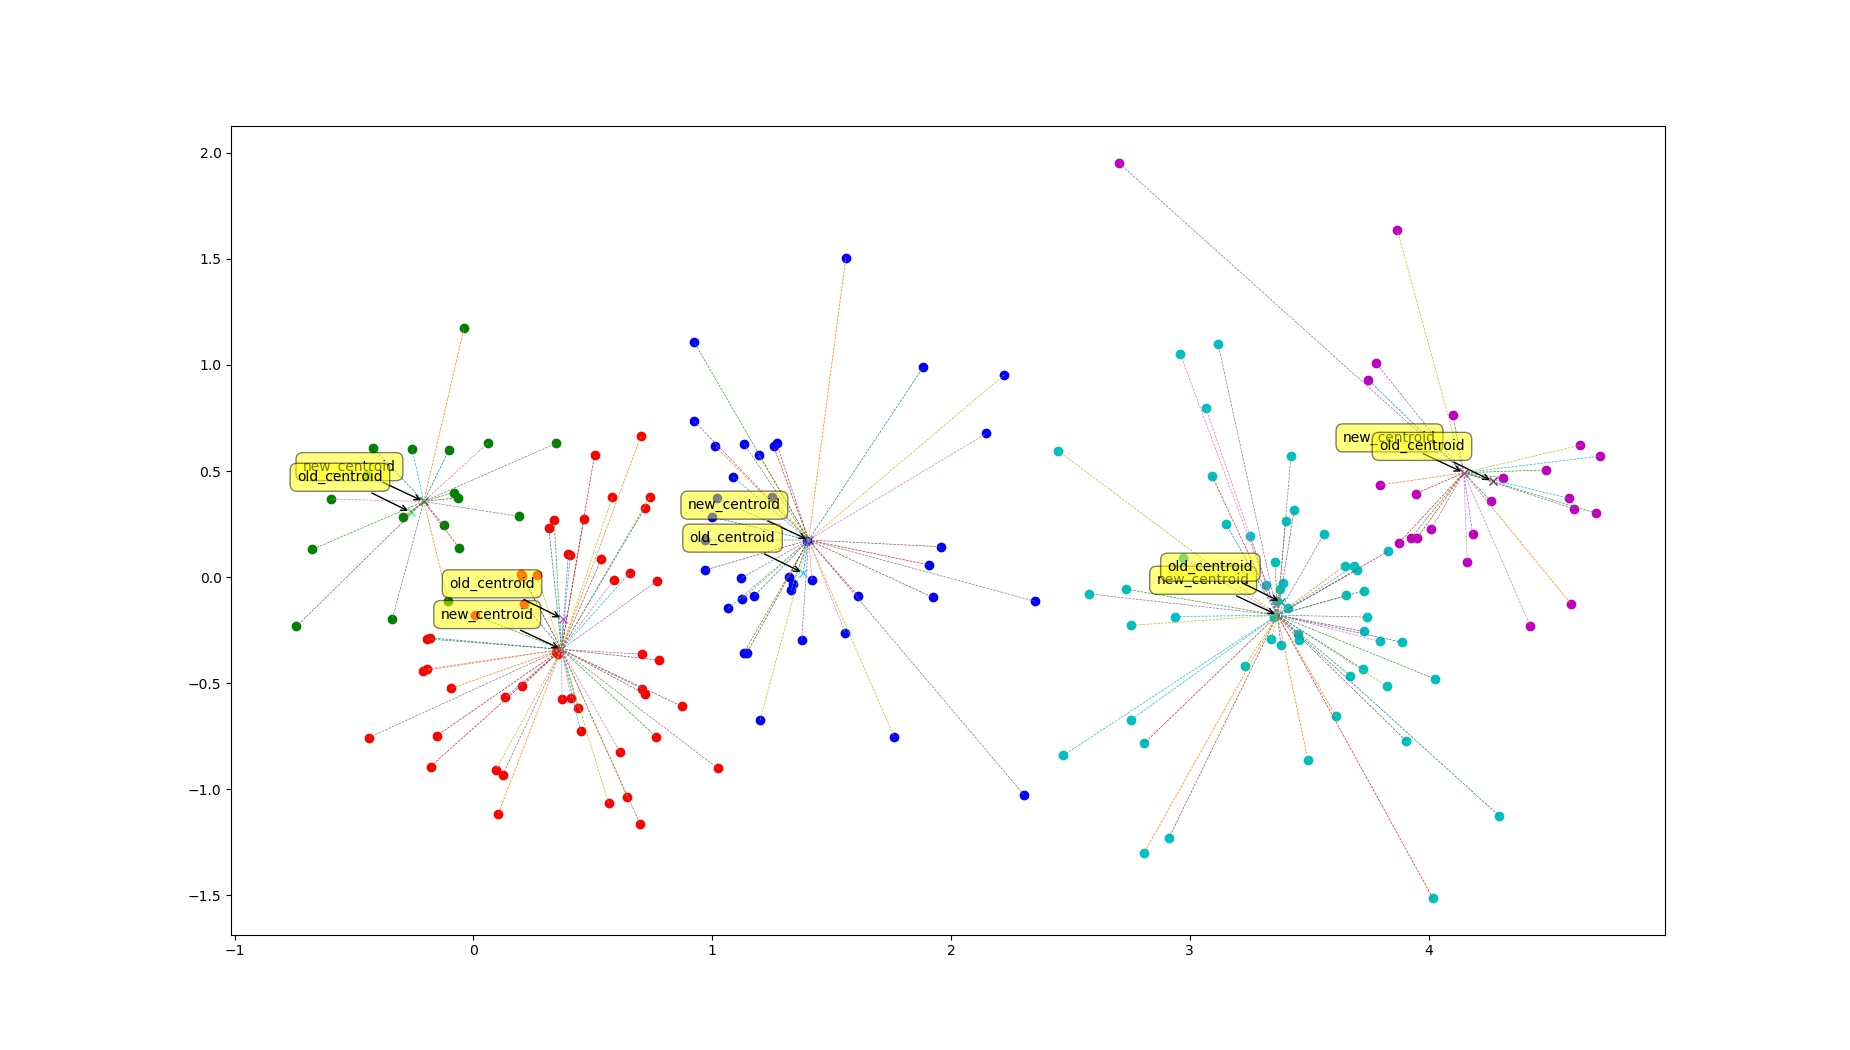 2.0
1.5
1.0
0.5
0.0
−0.5
−1.0
−1.5
new_centroid
old_centroid
new_centroid
old_centroid
old_centroid
new_centroid
new_centroid
old_centroid
old_centroid
new_centroid
−1 0 1 2 3 4